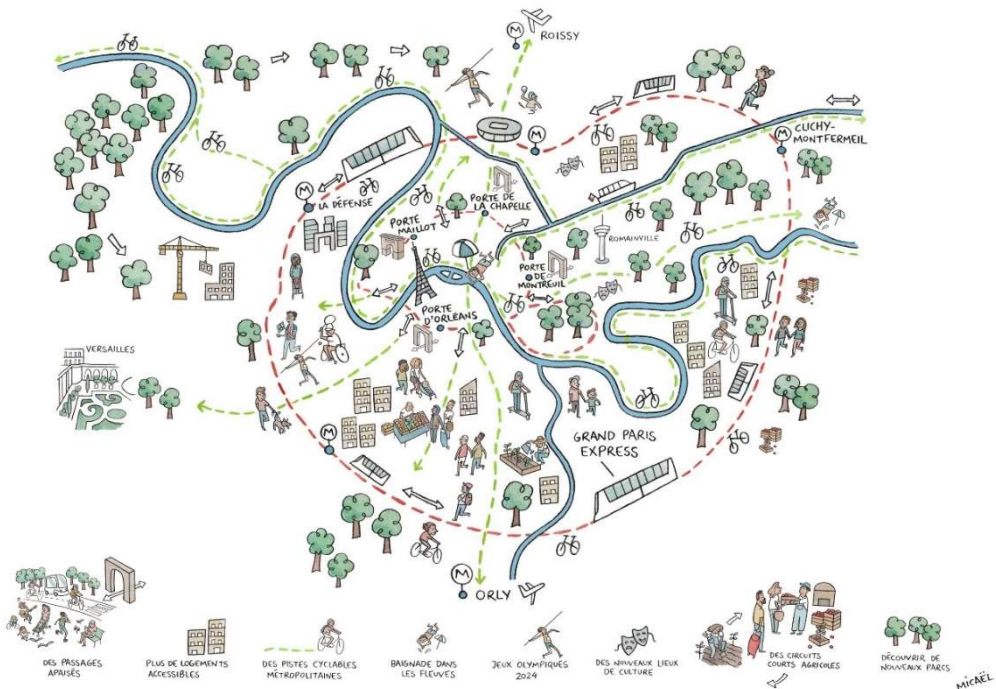 M
ROISSY
M
M
CLICHY-
MONTFERMEIL
M
LA DÉFENSE
PORTE DE
LA CHAPELLE
PORTE
MAILLOT
ROMAINVILLE
PORTE
DE
MONTREUIL
PORTE
D'ORLÉANS
VERSAILLES
M
GRAND PARIS
EXPRESS
M
ORLY
DES PASSAGES
APAISÉS
PLUS DE LOGEMENTS
ACCESSIBLES
DES PISTES CYCLABLES
MÉTROPOLITAINES
BAIGNADE DANS
LES FLEUVES
JEUX OLYMPIQUES
2024
DES NOUVEAUX LIEUX
DE CULTURE
DES CIRCUITS
COURTS AGRICOLES
DÉCOUVRIR DE
NOUVEAUX PARCS
MICAËL